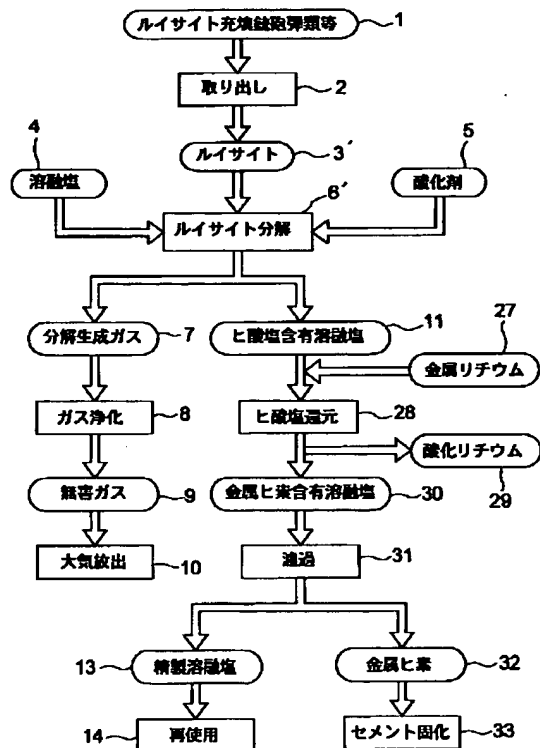 ルイサイト充填銃砲弾類等
1
取り出し
2
4
ルイサイト
3´
5
溶融塩
酸化剤
6´
ルイサイト分解
分解生成ガス
7
ヒ酸塩含有溶融塩
11
27
金属リチウム
ガス浄化
8
ヒ酸塩還元
28
酸化リチウム
29
無害ガス
9
金属ヒ素含有溶融塩
30
大気放出
10
濾過
31
13
精製溶融塩
金属ヒ素
32
14
再使用
セメント固化
33